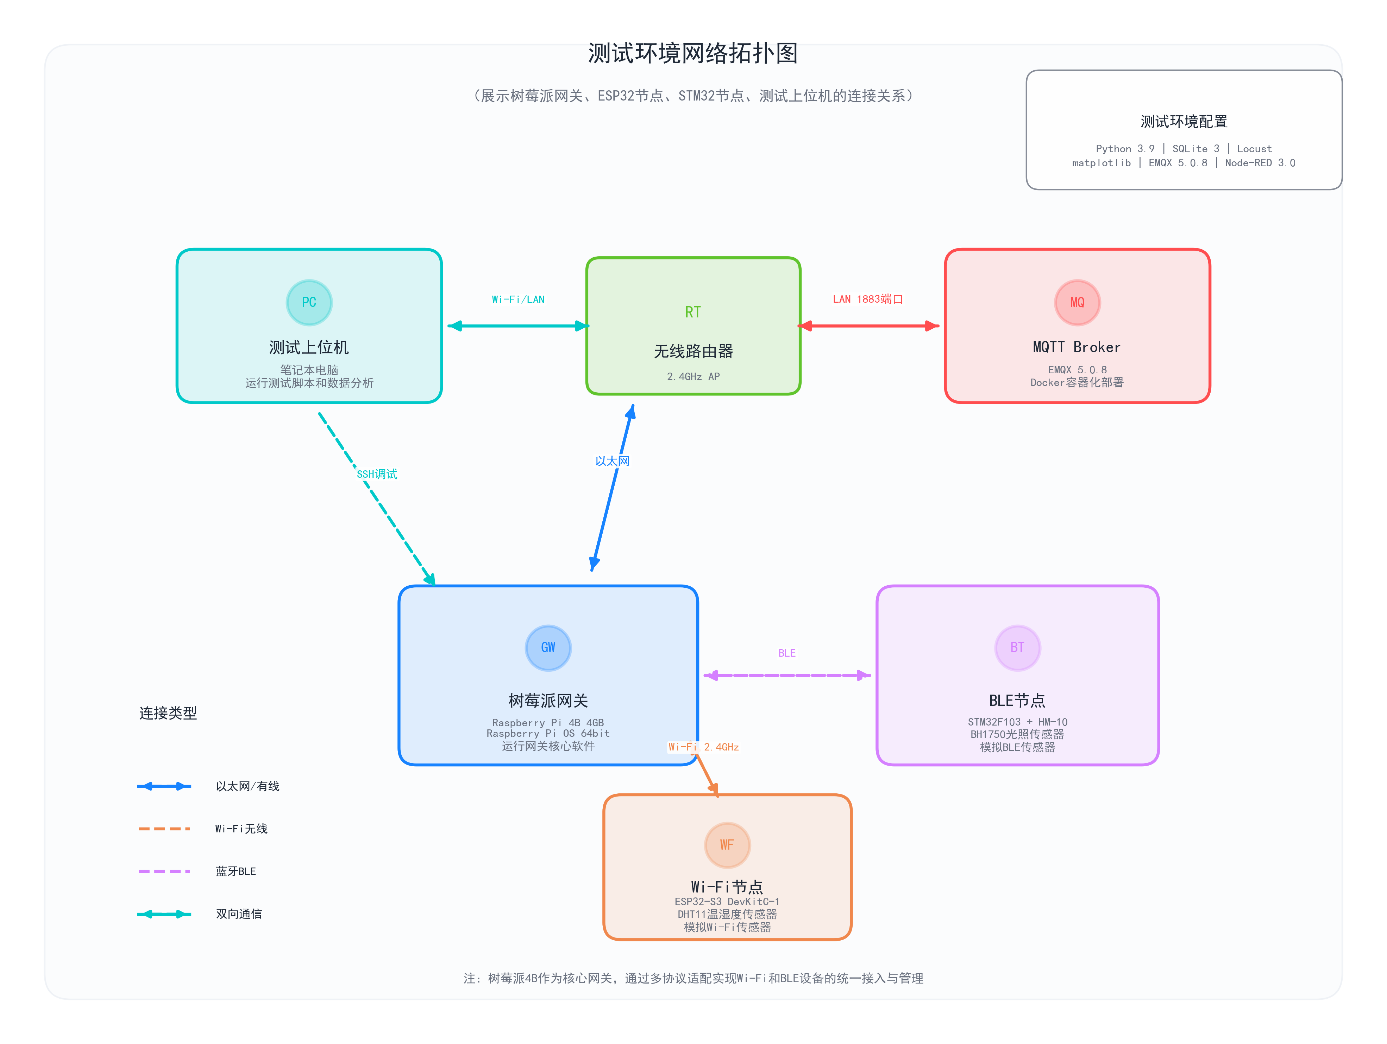 测试环境网络拓扑图
（展示树莓派网关、ESP32节点、STM32节点、测试上位机的连接关系）
测试环境配置
Python 3.9 | SQLite 3 | Locust
matplotlib | EMQX 5.0.8 | Node-RED 3.0
PC
测试上位机
笔记本电脑
运行测试脚本和数据分析
Wi-Fi/LAN
RT
无线路由器
2.4GHz AP
LAN 1883端口
MQ
MQTT Broker
EMQX 5.0.8
Docker容器化部署
SSH调试
以太网
GW
树莓派网关
Raspberry Pi 4B 4GB
Raspberry Pi OS 64bit
运行网关核心软件
BLE
BT
BLE节点
STM32F103 + HM-10
BH1750光照传感器
模拟BLE传感器
Wi-Fi 2.4GHz
WF
Wi-Fi节点
ESP32-S3 DevKitC-1
DHT11温湿度传感器
模拟Wi-Fi传感器
连接类型
以太网/有线
Wi-Fi无线
蓝牙BLE
双向通信
注: 树莓派4B作为核心网关，通过多协议适配实现Wi-Fi和BLE设备的统一接入与管理